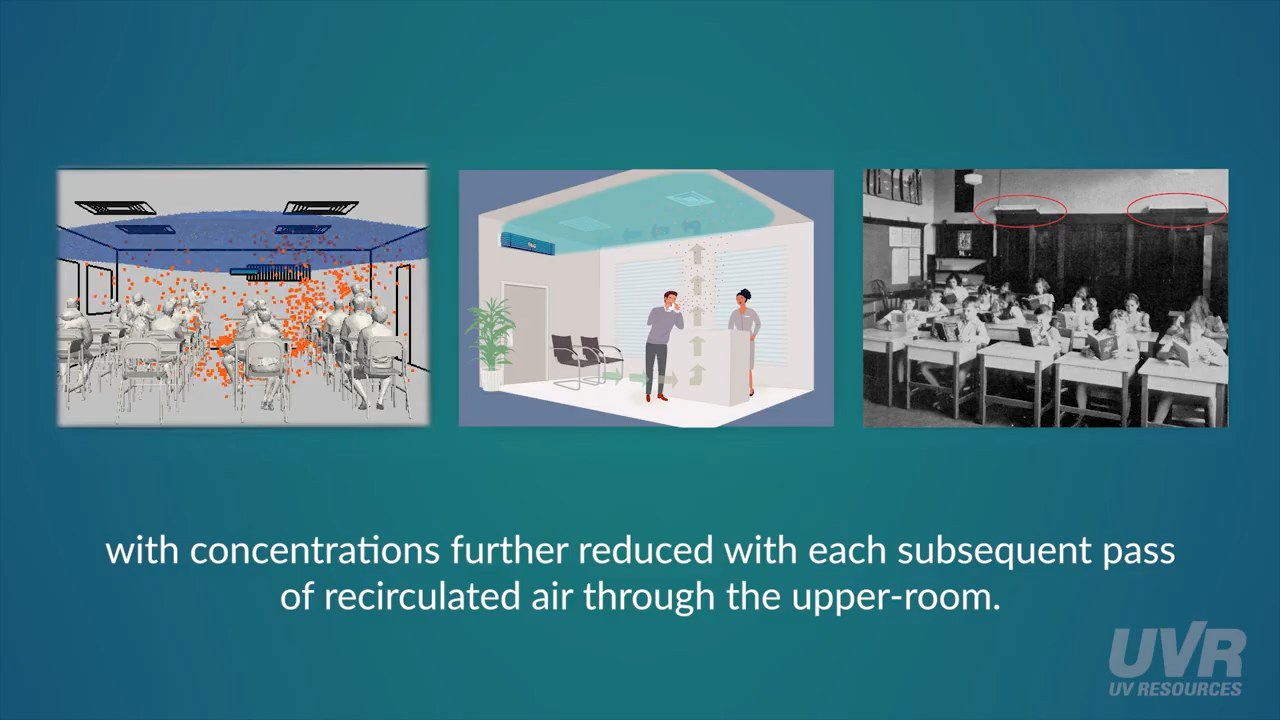 with concentrations further reduced with each subsequent pass
of recirculated air through the upper-room.
UVR
UV RESOURCES